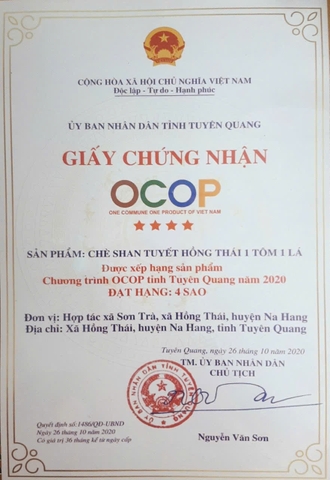 CỘNG HÒA XÃ HỘI CHỦ NGHĨA VIỆT NAM
Độc lập - Tự do - Hạnh phúc
ỦY BAN NHÂN DÂN TỈNH TUYÊN QUANG
GIẤY CHỨNG NHẬN
OCOP
ONE COMMUNE ONE PRODUCT OF VIET NAM
SẢN PHẨM: CHÈ SHAN TUYẾT HỒNG THÁI 1 TÔM 1 LÁ
Được xếp hạng sản phẩm
Chương trình OCOP tỉnh Tuyên Quang năm 2020
ĐẠT HẠNG: 4 SAO
Đơn vị: Hợp tác xã Sơn Trà, xã Hồng Thái, huyện Na Hang
Địa chỉ: Xã Hồng Thái, huyện Na Hang, tỉnh Tuyên Quang
Tuyên Quang, ngày 26 tháng 10 năm 2020
TM. ỦY BAN NHÂN DÂN
CHỦ TỊCH
Quyết định số: 1486/QĐ-UBND
Ngày 26 tháng 10 năm 2020
Có giá trị 36 tháng kể từ ngày cấp
Nguyễn Văn Sơn